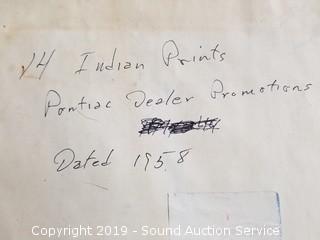 14 Indian Prints
Pontiac Dealer Promotions
Dated 1958
Copyright 2019 - Sound Auction Service